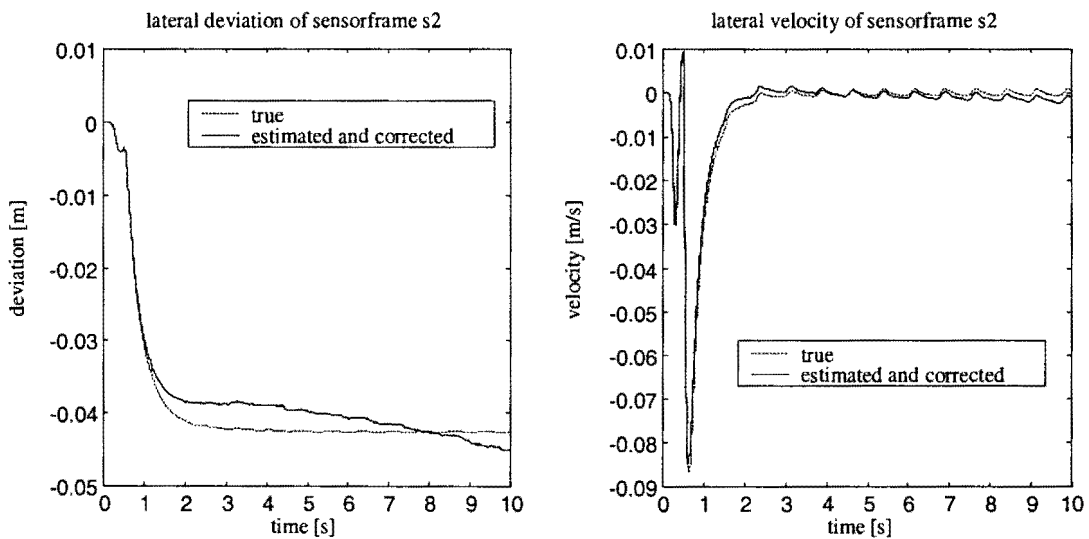 lateral deviation of sensorframe s2
0.01
0
-0.01
-0.02
-0.03
-0.04
-0.05
deviation [m]
true
estimated and corrected
0 1 2 3 4 5 6 7 8 9 10
time [s]
lateral velocity of sensorframe s2
0.01
0
-0.01
-0.02
-0.03
-0.04
-0.05
-0.06
-0.07
-0.08
-0.09
velocity [m/s]
true
estimated and corrected
0 1 2 3 4 5 6 7 8 9 10
time [s]